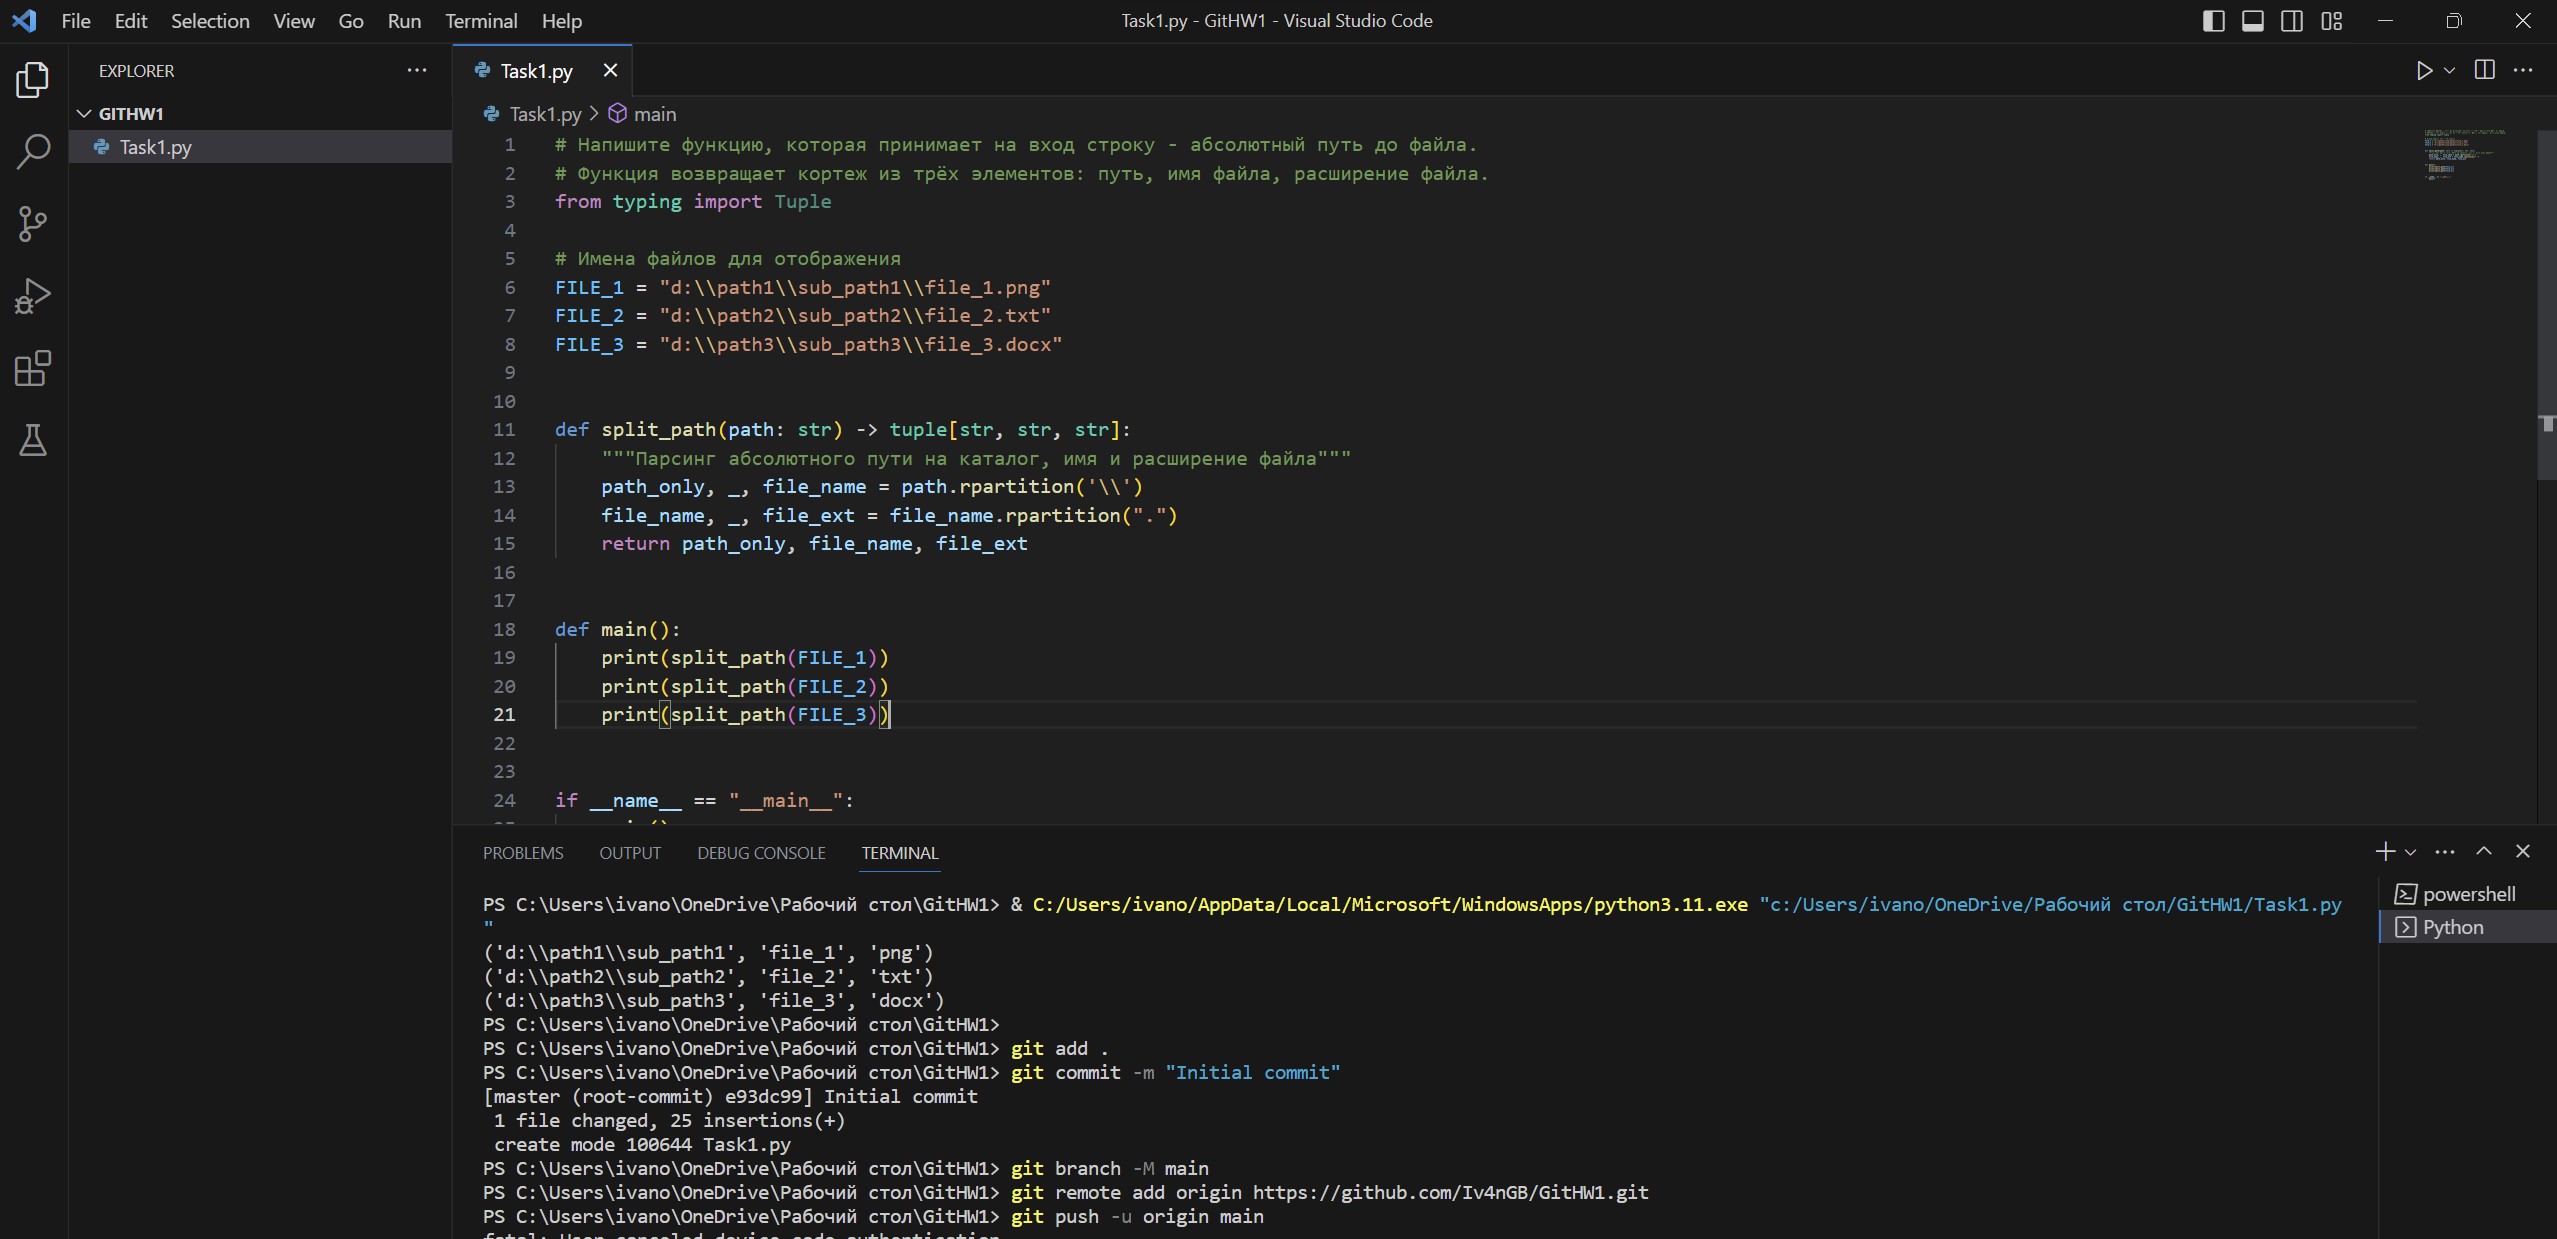 File Edit Selection View Go Run Terminal Help
Task1.py - GitHW1 - Visual Studio Code
EXPLORER
GITHW1
Task1.py
Task1.py
Task1.py > main
1 # Напишите функцию, которая принимает на вход строку - абсолютный путь до файла.
2 # Функция возвращает кортеж из трёх элементов: путь, имя файла, расширение файла.
3 from typing import Tuple
4
5 # Имена файлов для отображения
6 FILE_1 = "d:\\path1\\sub_path1\\file_1.png"
7 FILE_2 = "d:\\path2\\sub_path2\\file_2.txt"
8 FILE_3 = "d:\\path3\\sub_path3\\file_3.docx"
9
10
11 def split_path(path: str) -> tuple[str, str, str]:
12     """Парсинг абсолютного пути на каталог, имя и расширение файла"""
13     path_only, _, file_name = path.rpartition('\\')
14     file_name, _, file_ext = file_name.rpartition(".")
15     return path_only, file_name, file_ext
16
17
18 def main():
19     print(split_path(FILE_1))
20     print(split_path(FILE_2))
21     print(split_path(FILE_3))
22
23
24 if __name__ == "__main__":
PROBLEMS OUTPUT DEBUG CONSOLE TERMINAL
PS C:\Users\ivano\OneDrive\Рабочий стол\GitHW1> & C:/Users/ivano/AppData/Local/Microsoft/WindowsApps/python3.11.exe "c:/Users/ivano/OneDrive/Рабочий стол/GitHW1/Task1.py
"
('d:\\path1\\sub_path1', 'file_1', 'png')
('d:\\path2\\sub_path2', 'file_2', 'txt')
('d:\\path3\\sub_path3', 'file_3', 'docx')
PS C:\Users\ivano\OneDrive\Рабочий стол\GitHW1>
PS C:\Users\ivano\OneDrive\Рабочий стол\GitHW1> git add .
PS C:\Users\ivano\OneDrive\Рабочий стол\GitHW1> git commit -m "Initial commit"
[master (root-commit) e93dc99] Initial commit
 1 file changed, 25 insertions(+)
 create mode 100644 Task1.py
PS C:\Users\ivano\OneDrive\Рабочий стол\GitHW1> git branch -M main
PS C:\Users\ivano\OneDrive\Рабочий стол\GitHW1> git remote add origin https://github.com/Iv4nGB/GitHW1.git
PS C:\Users\ivano\OneDrive\Рабочий стол\GitHW1> git push -u origin main
powershell
Python